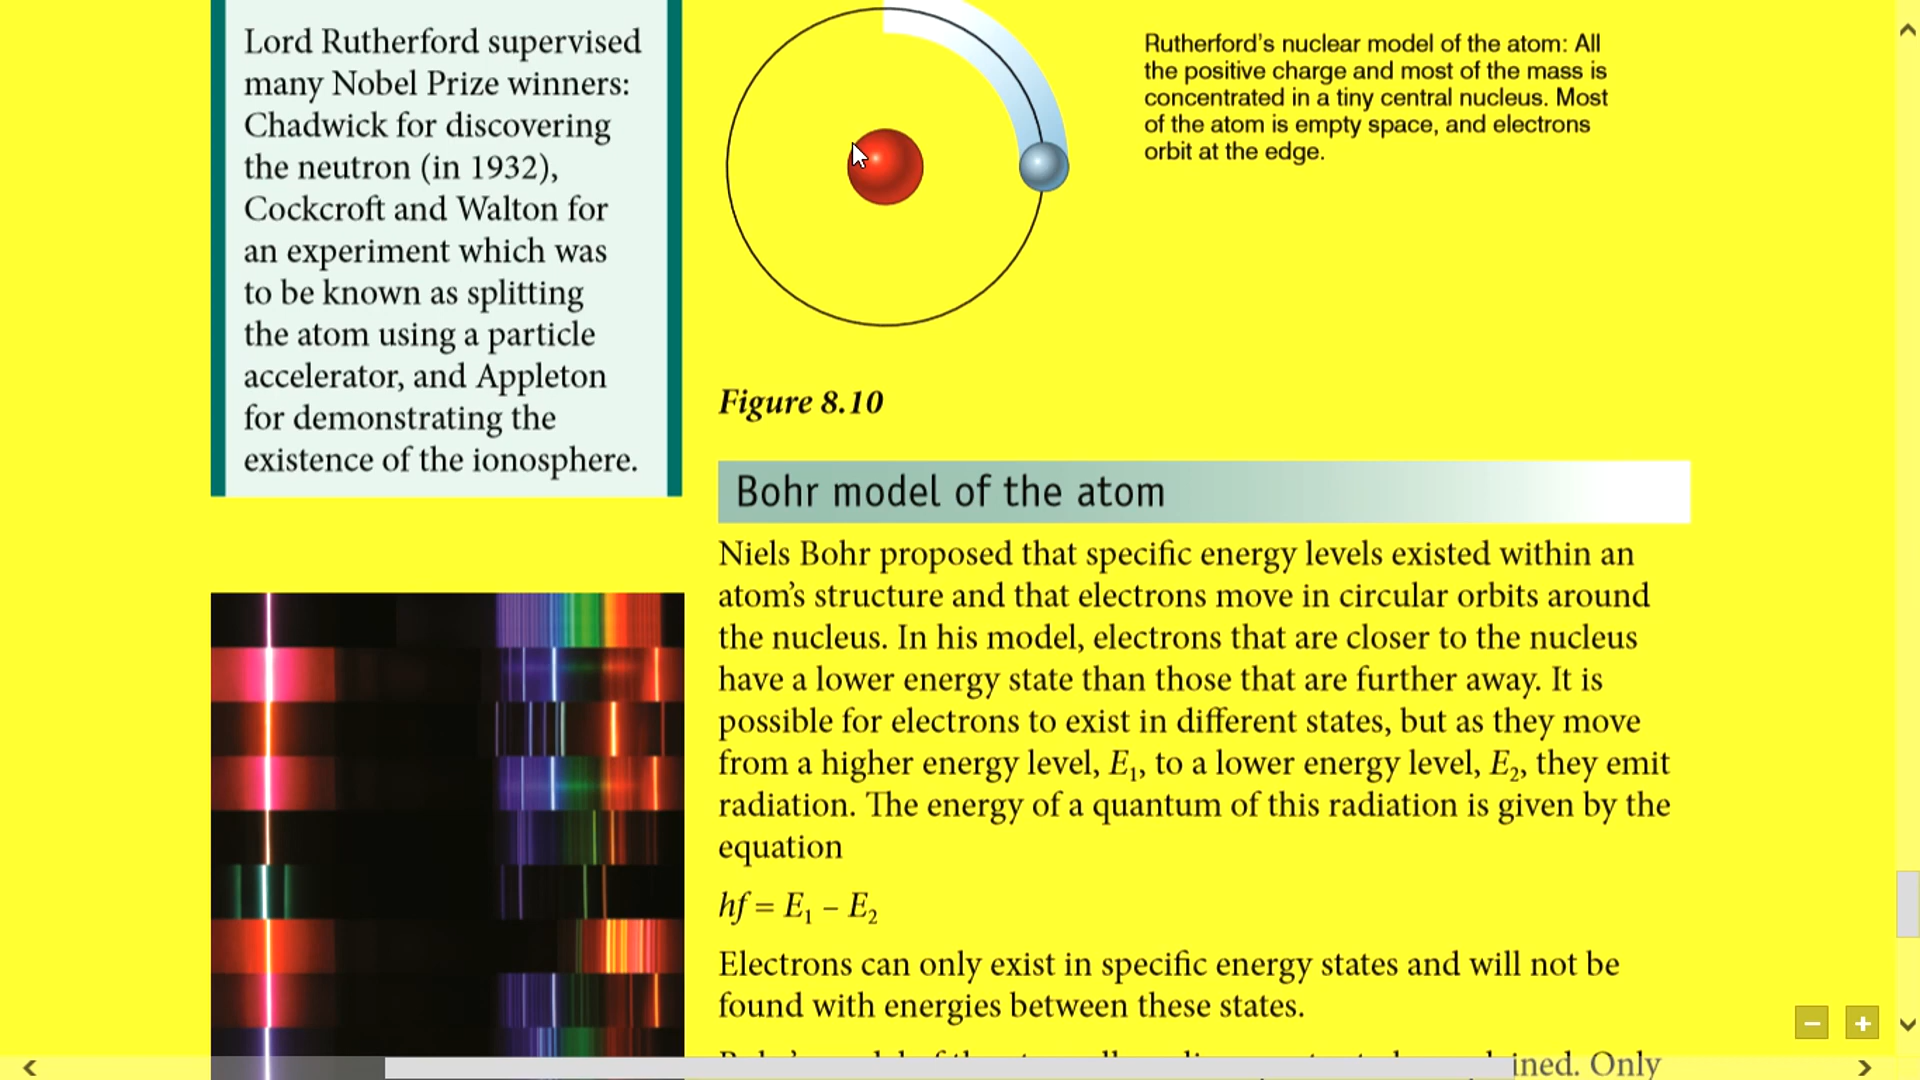 Lord Rutherford supervised
many Nobel Prize winners:
Chadwick for discovering
the neutron (in 1932),
Cockcroft and Walton for
an experiment which was
to be known as splitting
the atom using a particle
accelerator, and Appleton
for demonstrating the
existence of the ionosphere.
Rutherford's nuclear model of the atom: All
the positive charge and most of the mass is
concentrated in a tiny central nucleus. Most
of the atom is empty space, and electrons
orbit at the edge.
Figure 8.10
Bohr model of the atom
Niels Bohr proposed that specific energy levels existed within an
atom's structure and that electrons move in circular orbits around
the nucleus. In his model, electrons that are closer to the nucleus
have a lower energy state than those that are further away. It is
possible for electrons to exist in different states, but as they move
from a higher energy level, E₁, to a lower energy level, E₂, they emit
radiation. The energy of a quantum of this radiation is given by the
equation
hf = E₁ – E₂
Electrons can only exist in specific energy states and will not be
found with energies between these states.
ined. Only